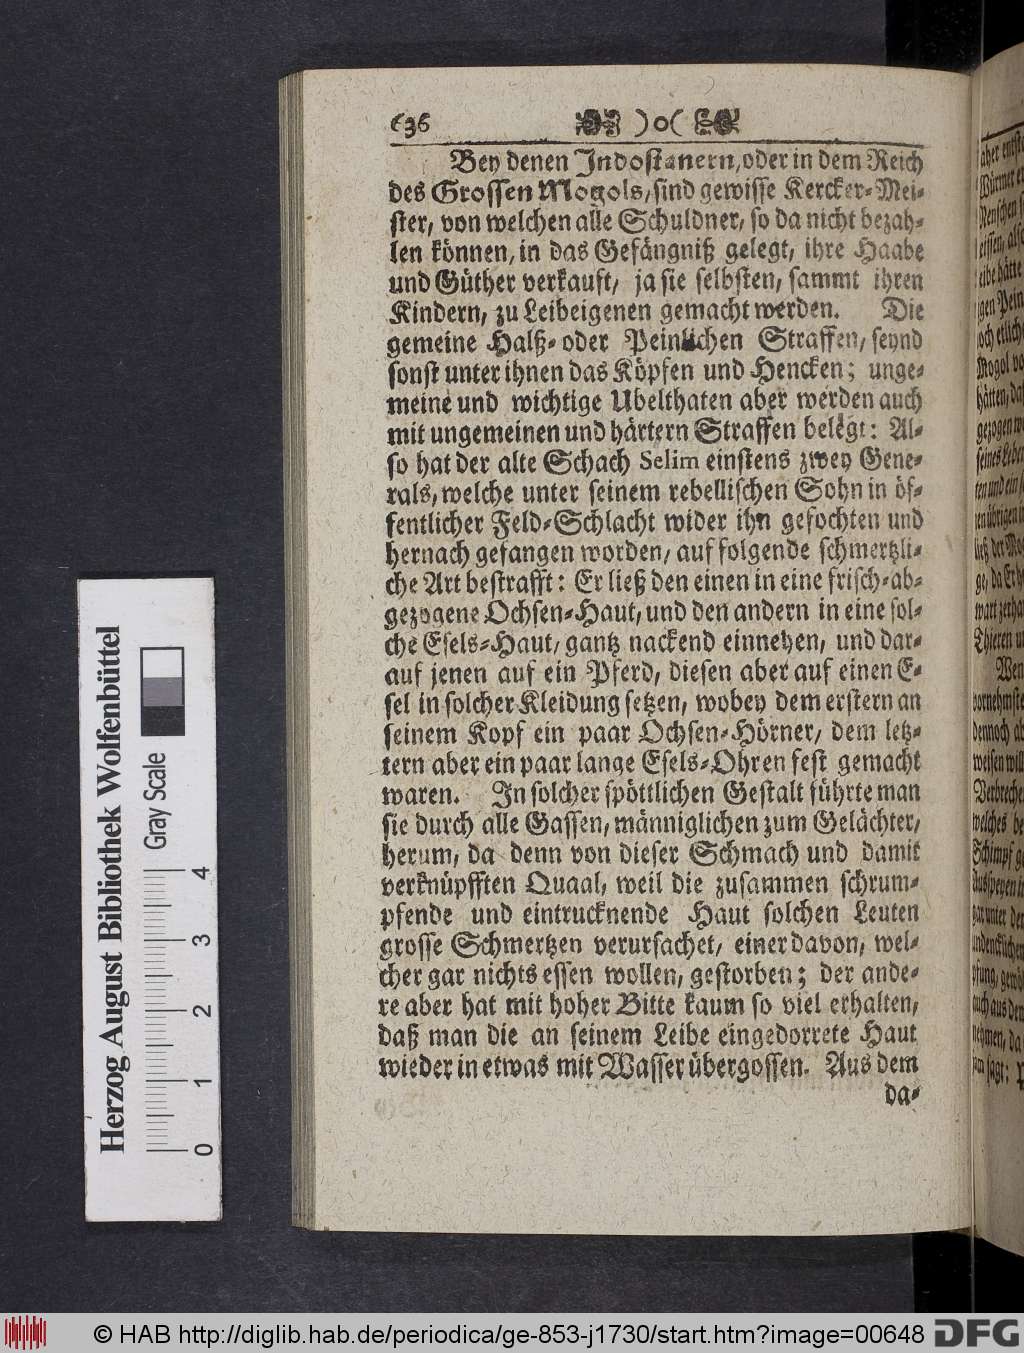 636 )o(
Bey denen Indostanern, oder in dem Reich
des Grossen Mogols, sind gewisse Kercker-Mei-
ster, von welchen alle Schuldner, so da nicht bezah-
len können, in das Gefängniß gelegt, ihre Haabe
und Güther verkauft, ja sie selbsten, sammt ihren
Kindern, zu Leibeigenen gemacht werden. Die
gemeine Halß- oder Peinlichen Straffen, seynd
sonst unter ihnen das Köpfen und Hencken; unge-
meine und wichtige Ubelthaten aber werden auch
mit ungemeinen und härtern Straffen belegt: Al-
so hat der alte Schach Selim einstens zwey Gene-
rals, welche unter seinem rebellischen Sohn in öf-
fentlicher Feld-Schlacht wider ihn gefochten und
hernach gefangen worden, auf folgende schmertzli-
che Art bestrafft: Er ließ den einen in eine frisch-ab-
gezogene Ochsen-Haut, und den andern in eine sol-
che Esels-Haut, gantz nackend einnehen, und dar-
auf jenen auf ein Pferd, diesen aber auf einen E-
sel in solcher Kleidung setzen, wobey dem erstern an
seinem Kopf ein paar Ochsen-Hörner, dem letz-
tern aber ein paar lange Esels-Ohren fest gemacht
waren. In solcher spöttlichen Gestalt führte man
sie durch alle Gassen, männiglichen zum Gelächter,
herum, da denn von dieser Schmach und damit
verknüpfften Quaal, weil die zusammen schrum-
pfende und eintrucknende Haut solchen Leuten
grosse Schmertzen verursachet, einer davon, wel-
cher gar nichts essen wollen, gestorben; der ande-
re aber hat mit hoher Bitte kaum so viel erhalten,
daß man die an seinem Leibe eingedorrete Haut
wieder in etwas mit Wasser übergossen. Aus dem
da-
Herzog August Bibliothek Wolfenbüttel
Gray Scale
0 1 2 3 4
© HAB http://diglib.hab.de/periodica/ge-853-j1730/start.htm?image=00648 DFG